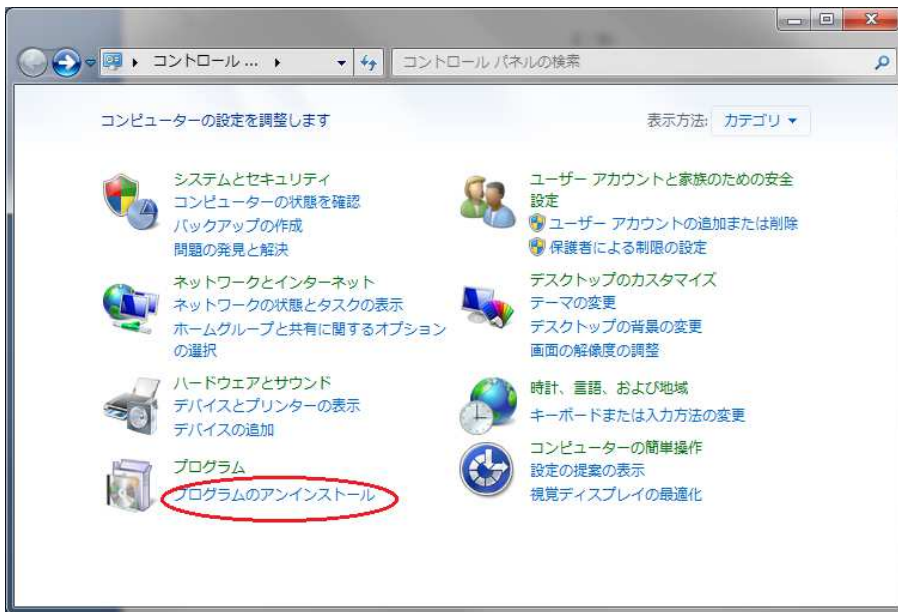 コントロール ...
コントロール パネルの検索
コンピューターの設定を調整します
表示方法: カテゴリ
システムとセキュリティ
コンピューターの状態を確認
バックアップの作成
問題の発見と解決
ネットワークとインターネット
ネットワークの状態とタスクの表示
ホームグループと共有に関するオプション
の選択
ハードウェアとサウンド
デバイスとプリンターの表示
デバイスの追加
プログラム
プログラムのアンインストール
ユーザー アカウントと家族のための安全
設定
ユーザー アカウントの追加または削除
保護者による制限の設定
デスクトップのカスタマイズ
テーマの変更
デスクトップの背景の変更
画面の解像度の調整
時計、言語、および地域
キーボードまたは入力方法の変更
コンピューターの簡単操作
設定の提案の表示
視覚ディスプレイの最適化